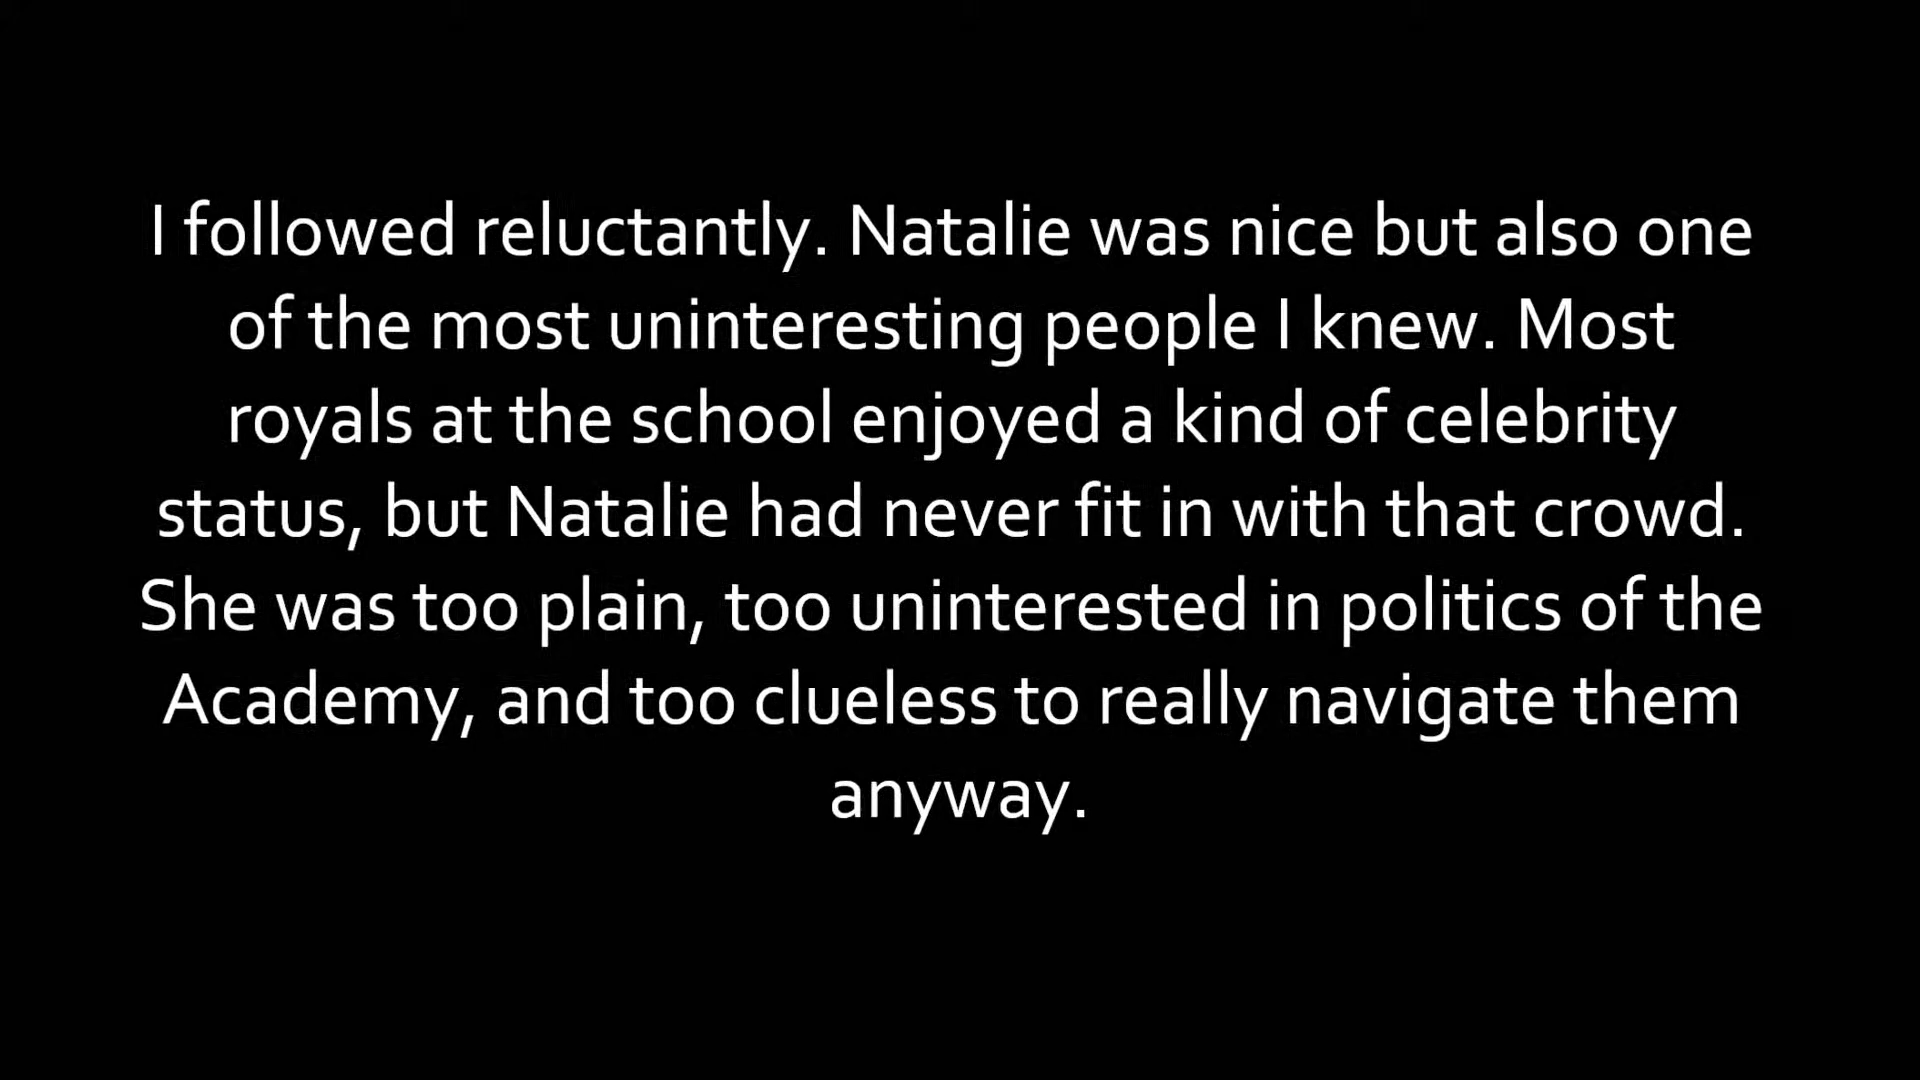 I followed reluctantly. Natalie was nice but also one
of the most uninteresting people I knew. Most
royals at the school enjoyed a kind of celebrity
status, but Natalie had never fit in with that crowd.
She was too plain, too uninterested in politics of the
Academy, and too clueless to really navigate them
anyway.